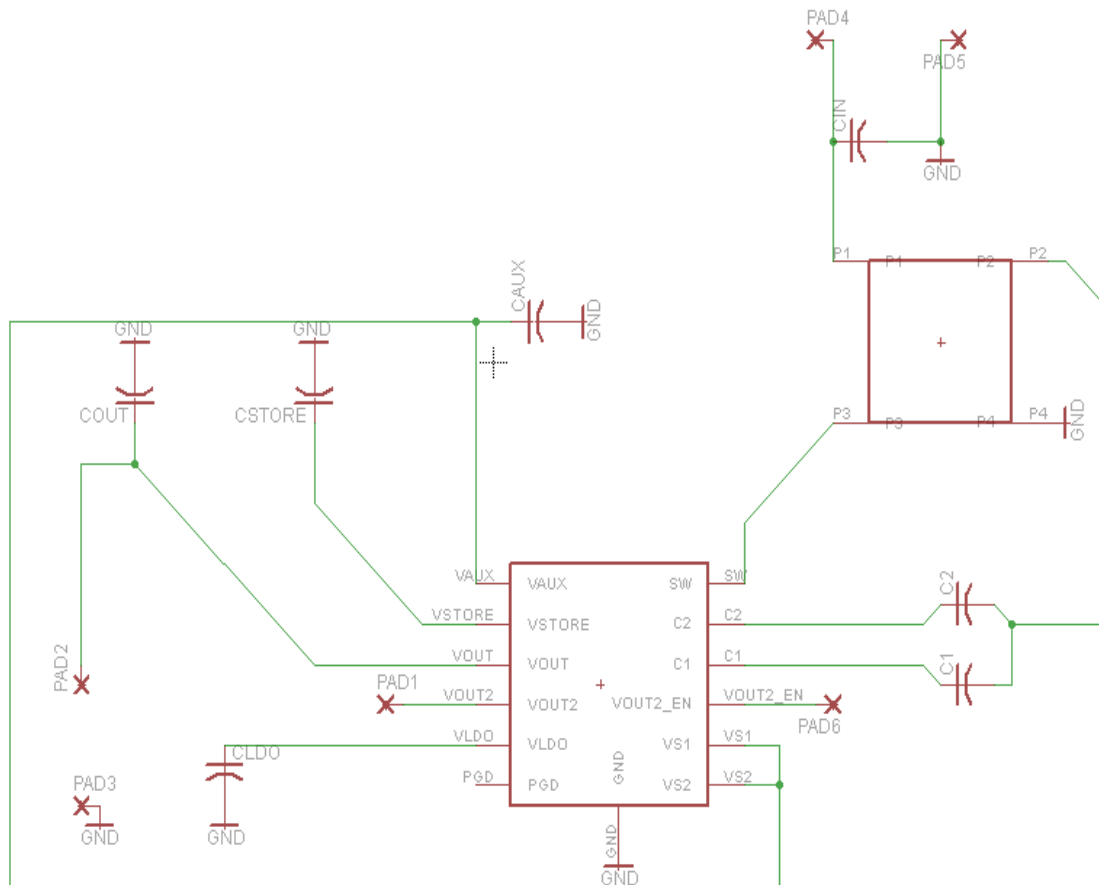 PAD4
PAD5
CIN
GND
P1
P1
P2
P2
CAUX
GND
GND
GND
COUT
CSTORE
P3
P3
P4
P4
GND
VAUX
VAUX
SW
SW
VSTORE
VSTORE
C2
C2
C2
VOUT
VOUT
C1
C1
C1
PAD2
PAD1
VOUT2
VOUT2
VOUT2_EN
VOUT2_EN
PAD6
VLDO
VLDO
VS1
VS1
CLDO
PGD
PGD
GND
VS2
VS2
PAD3
GND
GND
GND
GND